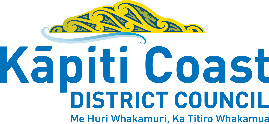 Kāpiti Coast
DISTRICT COUNCIL
Me Huri Whakamuri, Ka Titiro Whakamua